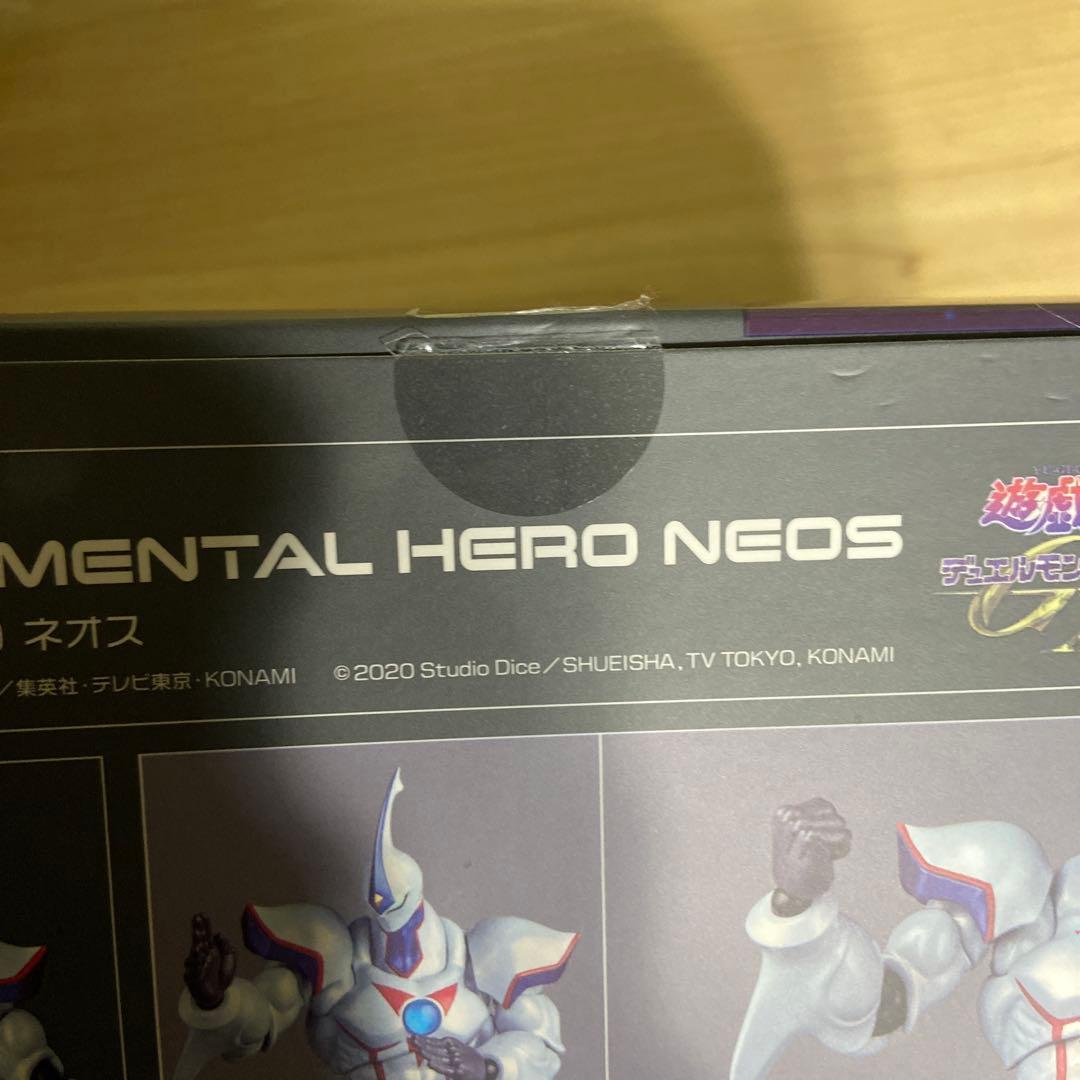 MENTAL HERO NEOS
ネオス
／集英社・テレビ東京・KONAMI ©2020 Studio Dice／SHUEISHA, TV TOKYO, KONAMI
遊戯
デュエルモン